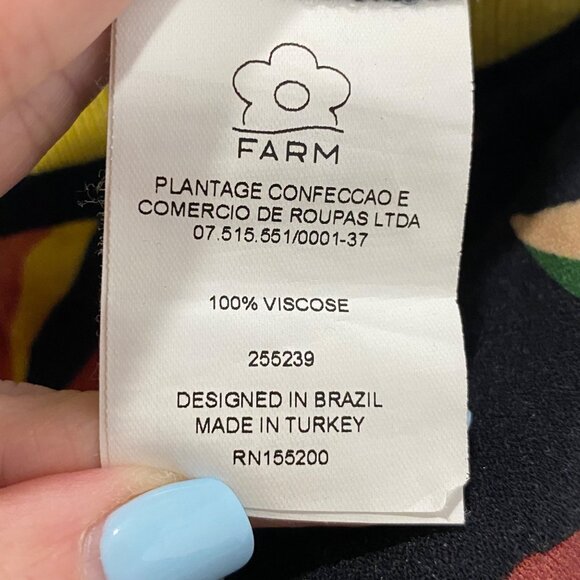 FARM
PLANTAGE CONFECCAO E
COMERCIO DE ROUPAS LTDA
07.515.551/0001-37
100% VISCOSE
255239
DESIGNED IN BRAZIL
MADE IN TURKEY
RN155200